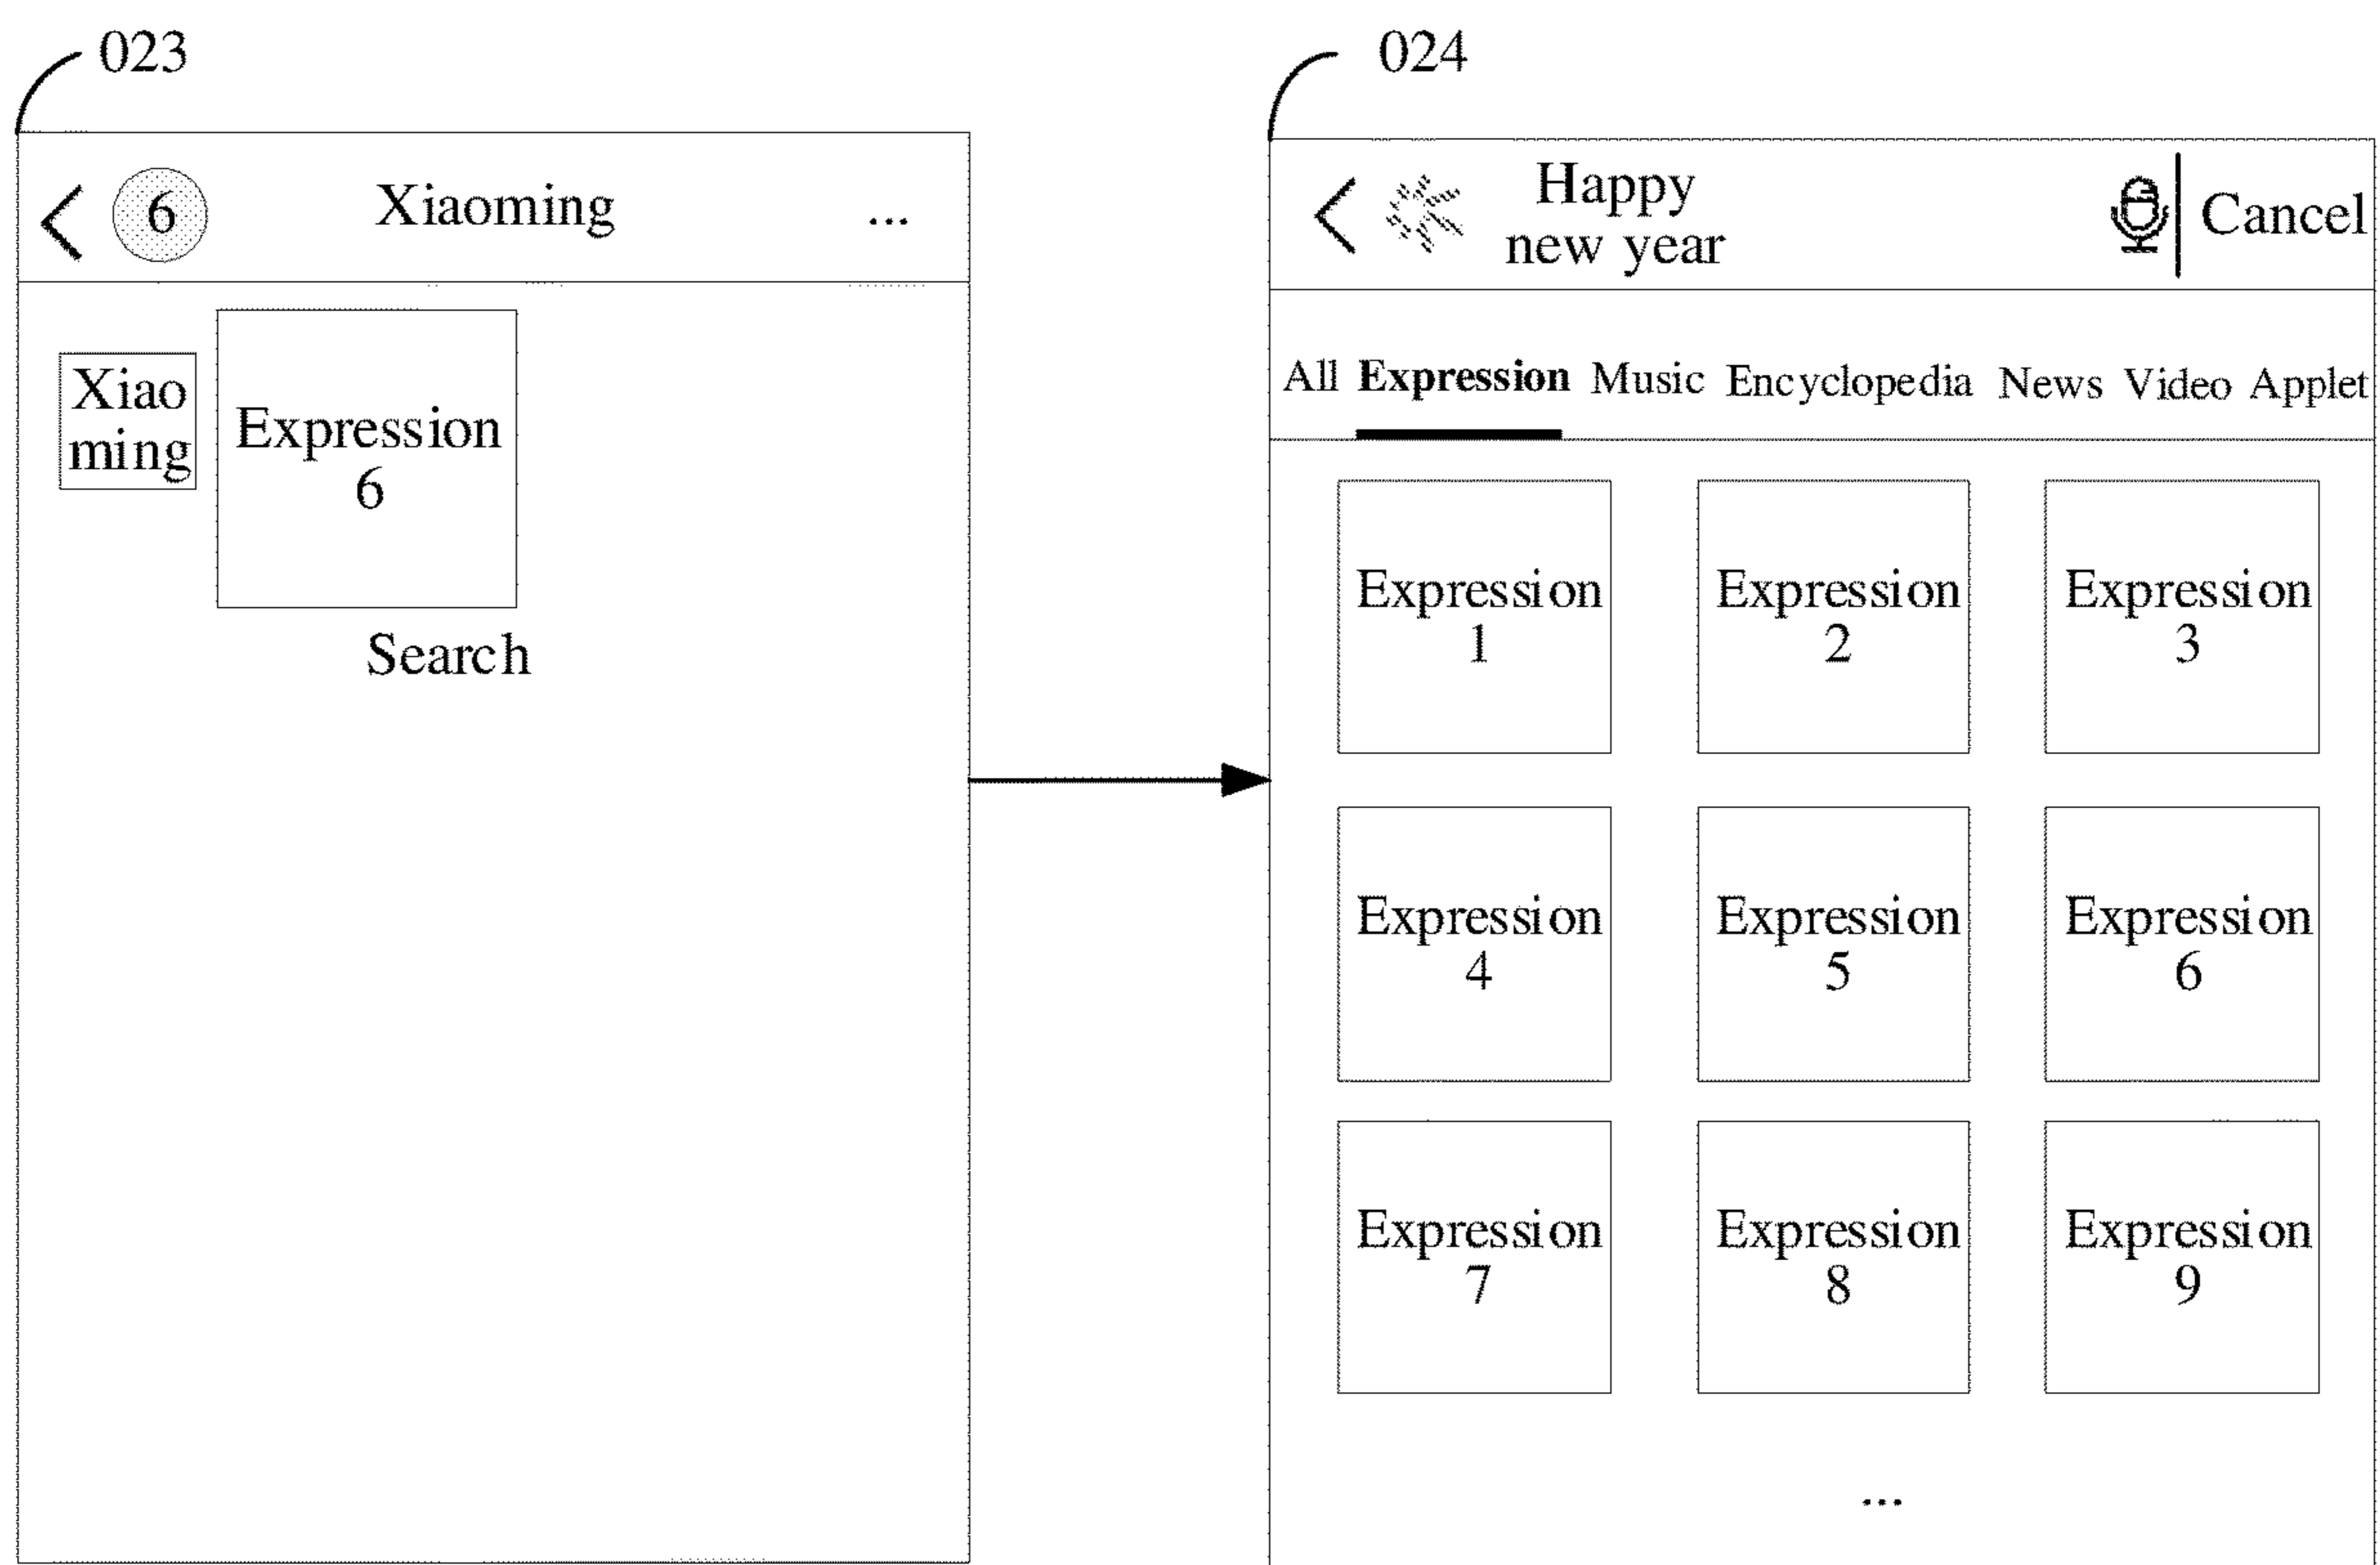 023
6
Xiaoming
...
Xiao
ming
Expression
6
Search
024
Happy
new year
Cancel
All Expression Music Encyclopedia News Video Applet
Expression
1
Expression
2
Expression
3
Expression
4
Expression
5
Expression
6
Expression
7
Expression
8
Expression
9
...